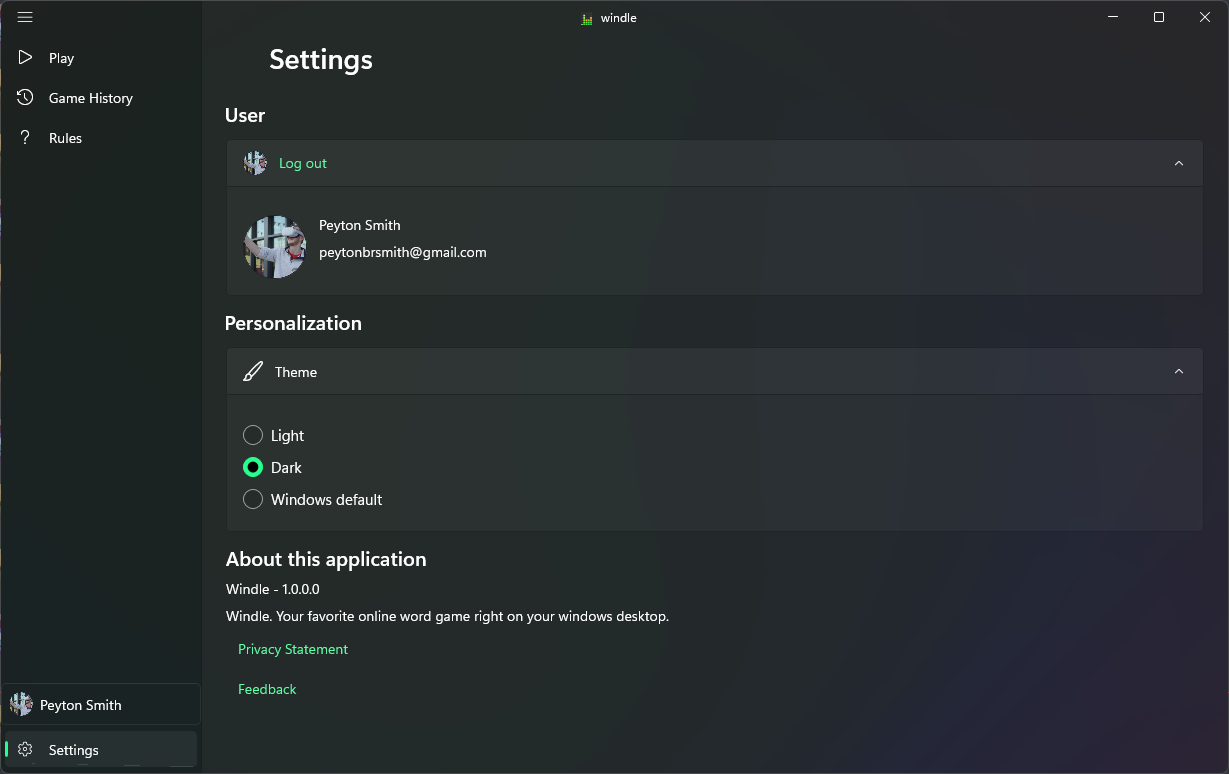 windle
Play
Game History
Rules
Settings
User
Log out
Peyton Smith
peytonbrsmith@gmail.com
Personalization
Theme
Light
Dark
Windows default
About this application
Windle - 1.0.0.0
Windle. Your favorite online word game right on your windows desktop.
Privacy Statement
Feedback
Peyton Smith
Settings